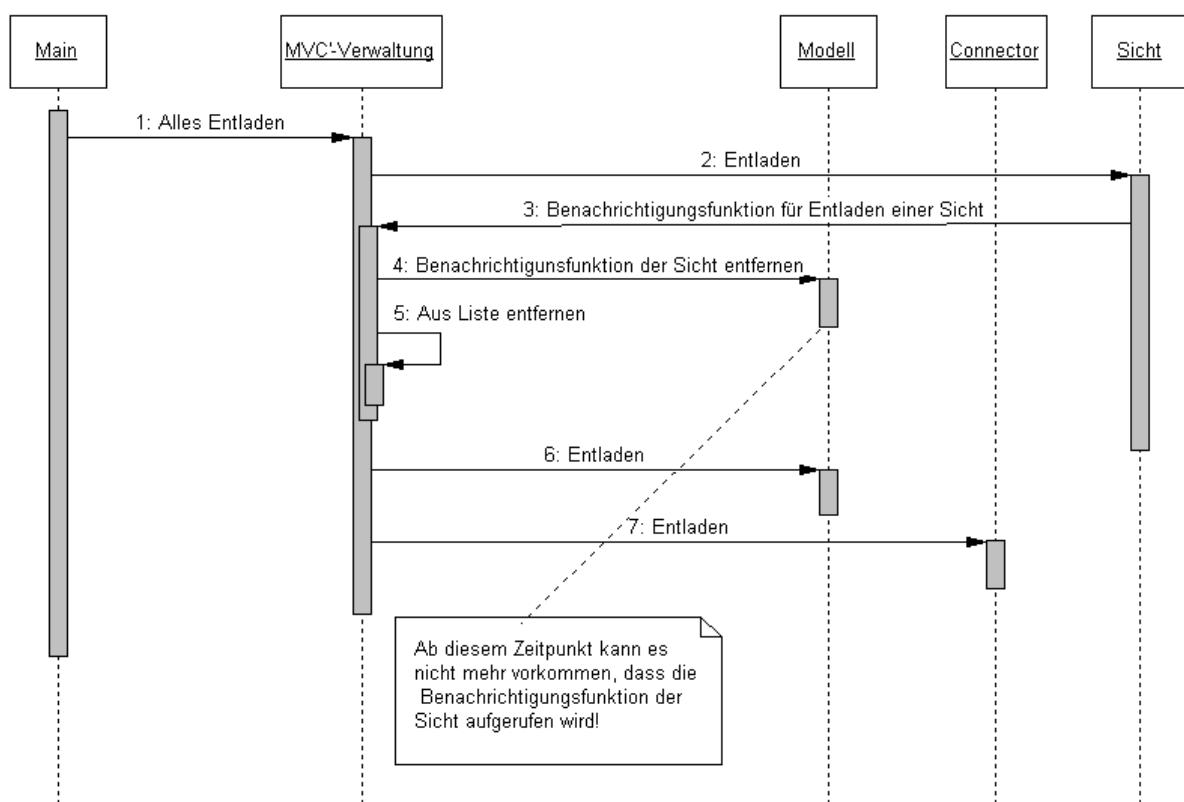 Main
MVC'-Verwaltung
Modell
Connector
Sicht
1: Alles Entladen
2: Entladen
3: Benachrichtigungsfunktion für Entladen einer Sicht
4: Benachrichtigunsfunktion der Sicht entfernen
5: Aus Liste entfernen
6: Entladen
7: Entladen
Ab diesem Zeitpunkt kann es
nicht mehr vorkommen, dass die
Benachrichtigungsfunktion der
Sicht aufgerufen wird!